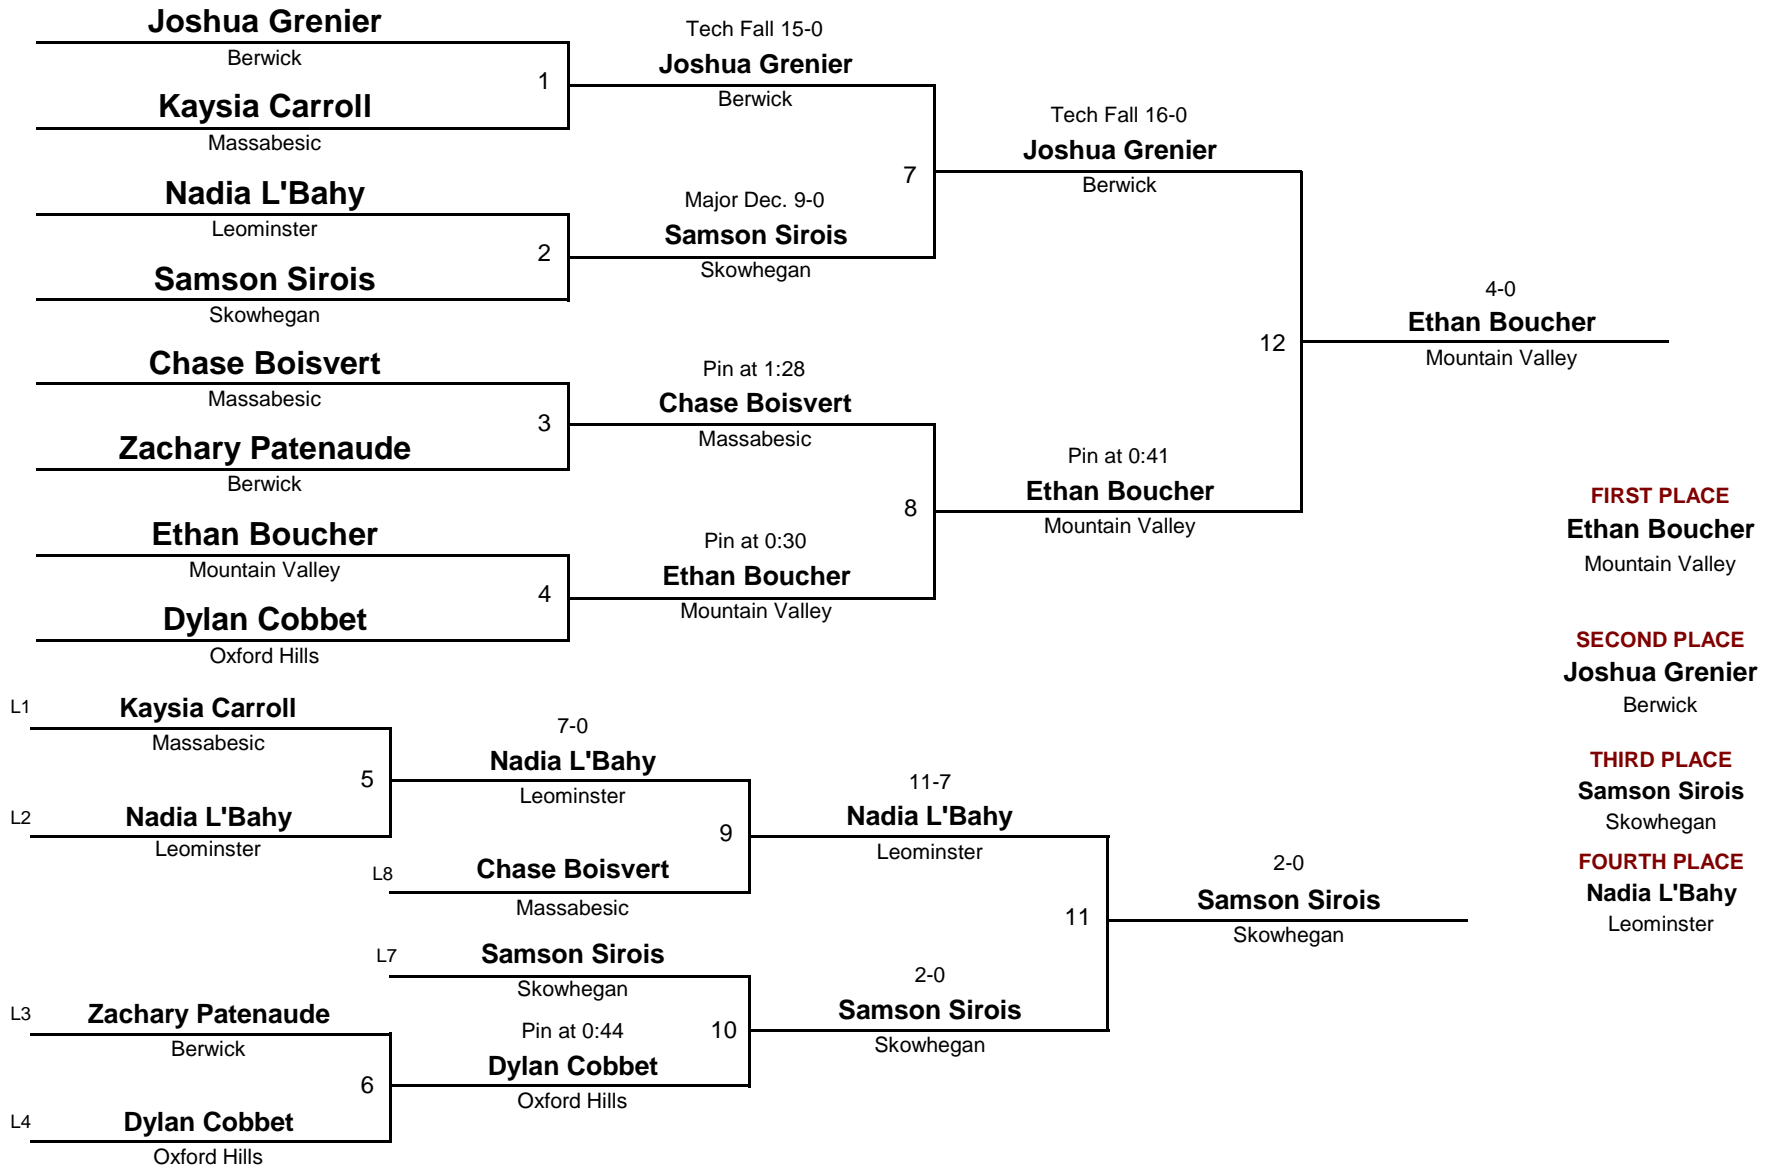 Joshua Grenier
Berwick
1
Kaysia Carroll
Massabesic
Nadia L'Bahy
Leominster
2
Samson Sirois
Skowhegan
Chase Boisvert
Massabesic
3
Zachary Patenaude
Berwick
Ethan Boucher
Mountain Valley
4
Dylan Cobbet
Oxford Hills
Tech Fall 15-0
Joshua Grenier
Berwick
7
Major Dec. 9-0
Samson Sirois
Skowhegan
Pin at 1:28
Chase Boisvert
Massabesic
8
Pin at 0:30
Ethan Boucher
Mountain Valley
Tech Fall 16-0
Joshua Grenier
Berwick
12
Pin at 0:41
Ethan Boucher
Mountain Valley
4-0
Ethan Boucher
Mountain Valley
FIRST PLACE
Ethan Boucher
Mountain Valley
SECOND PLACE
Joshua Grenier
Berwick
THIRD PLACE
Samson Sirois
Skowhegan
FOURTH PLACE
Nadia L'Bahy
Leominster
L1 Kaysia Carroll
Massabesic
5
L2 Nadia L'Bahy
Leominster
L3 Zachary Patenaude
Berwick
6
L4 Dylan Cobbet
Oxford Hills
7-0
Nadia L'Bahy
Leominster
9
L8 Chase Boisvert
Massabesic
L7 Samson Sirois
Skowhegan
10
Pin at 0:44
Dylan Cobbet
Oxford Hills
11-7
Nadia L'Bahy
Leominster
11
2-0
Samson Sirois
Skowhegan
2-0
Samson Sirois
Skowhegan